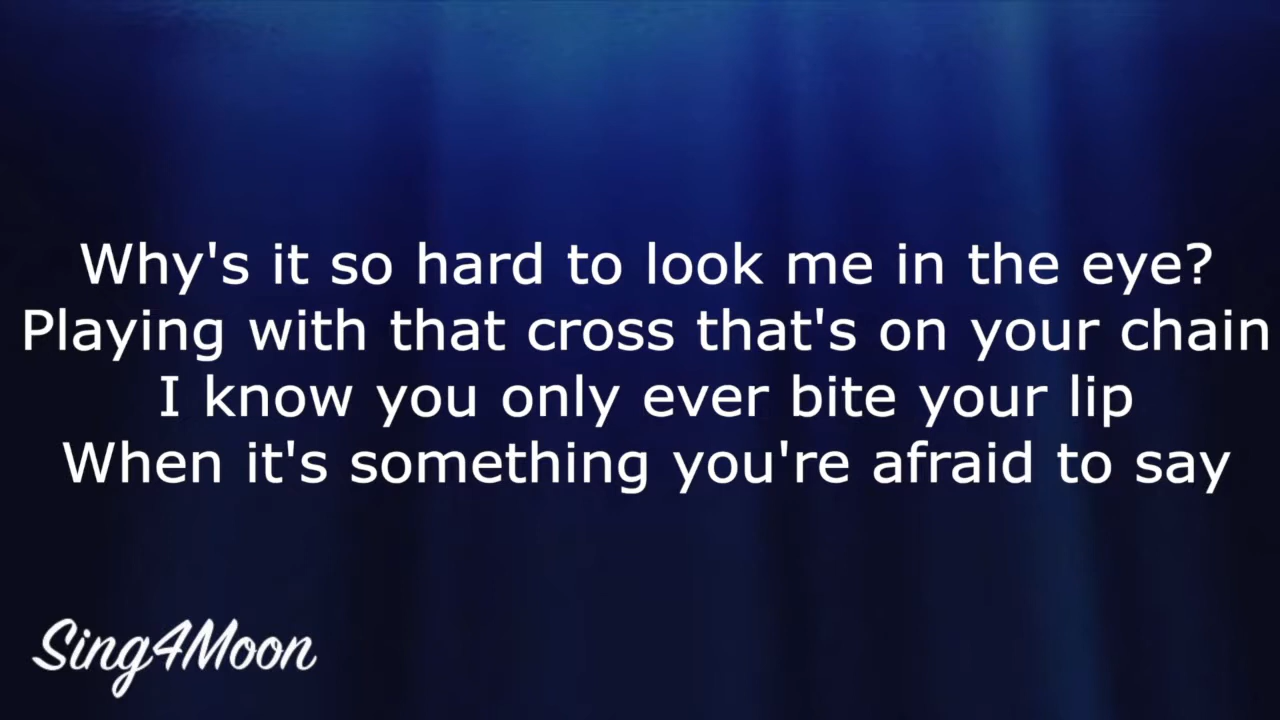 Why's it so hard to look me in the eye?
Playing with that cross that's on your chain
I know you only ever bite your lip
When it's something you're afraid to say
Sing4Moon